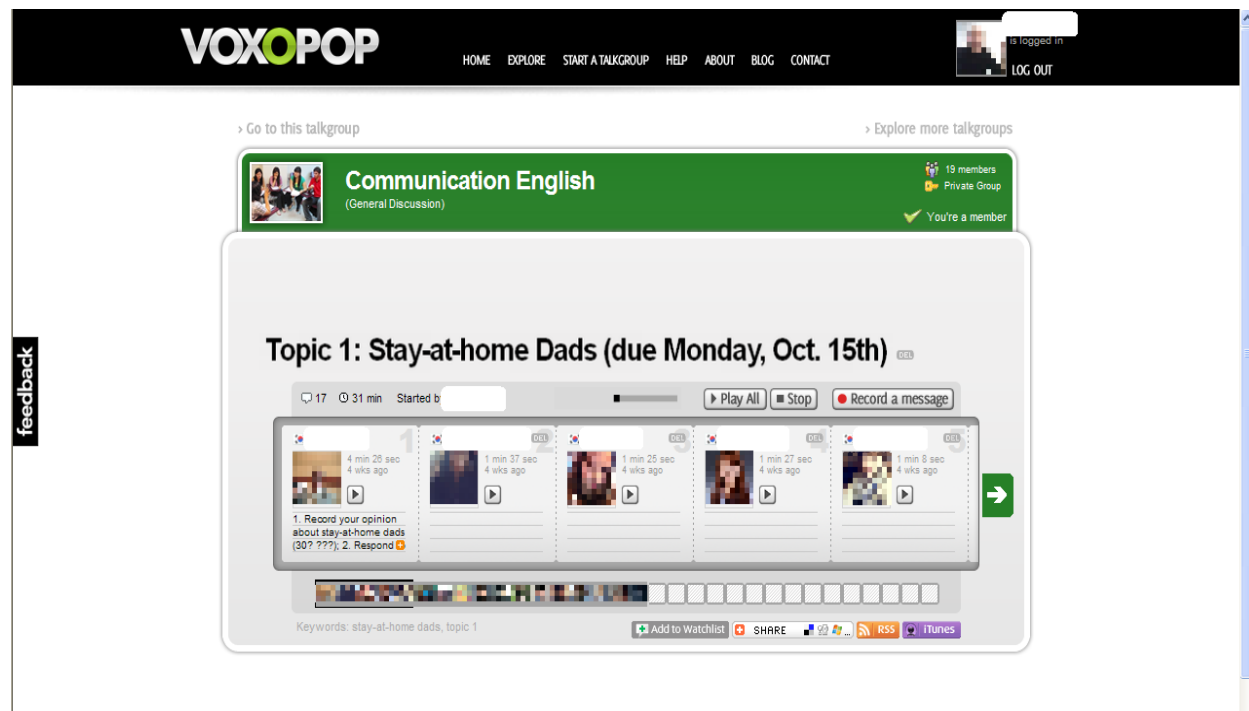 VOXOPOP
HOME EXPLORE START A TALKGROUP HELP ABOUT BLOG CONTACT
is logged in
LOG OUT
› Go to this talkgroup
› Explore more talkgroups
Communication English
(General Discussion)
19 members
Private Group
You're a member
feedback
Topic 1: Stay-at-home Dads (due Monday, Oct. 15th) DEL
17 31 min Started
Play All Stop Record a message
1 2 3 4 5
DEL DEL DEL DEL
4 min 26 sec 1 min 37 sec 1 min 25 sec 1 min 27 sec 1 min 8 sec
4 wks ago 4 wks ago 4 wks ago 4 wks ago 4 wks ago
1. Record your opinion
about stay-at-home dads
(30? ???); 2. Respond
Keywords: stay-at-home dads, topic 1
Add to Watchlist SHARE ... RSS iTunes